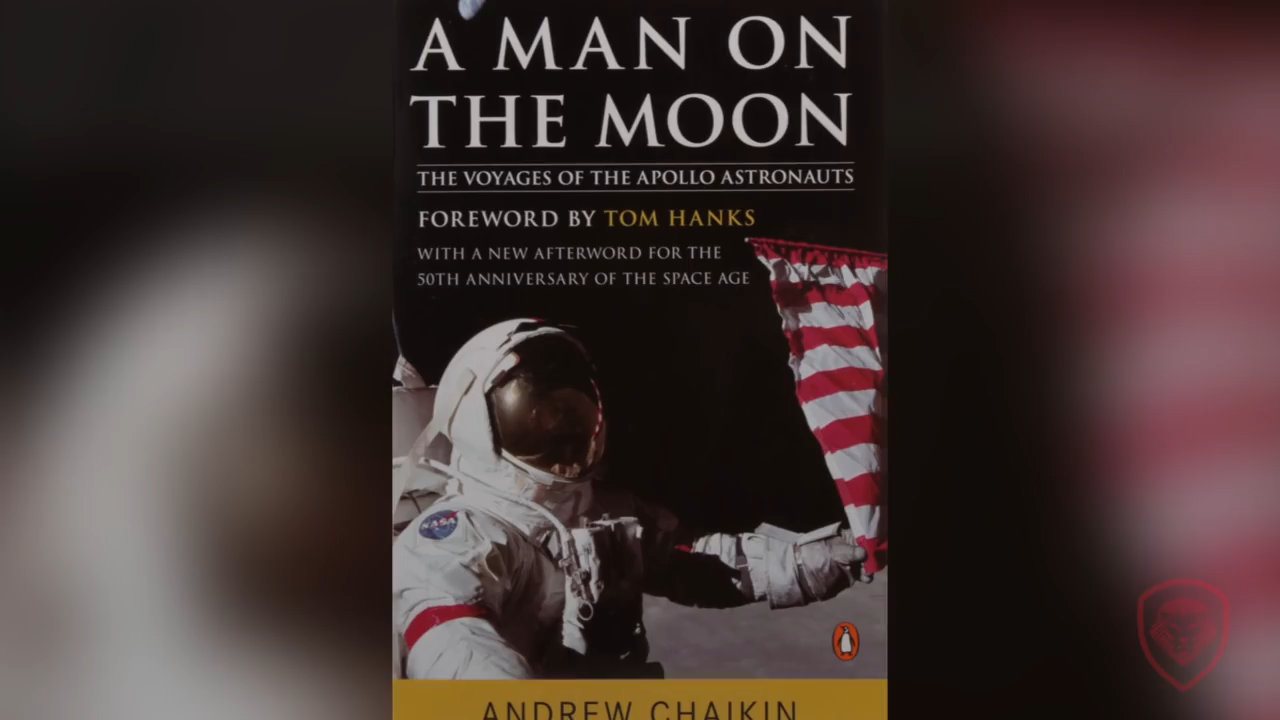 A MAN ON
THE MOON
THE VOYAGES OF THE APOLLO ASTRONAUTS
FOREWORD BY TOM HANKS
WITH A NEW AFTERWORD FOR THE
50TH ANNIVERSARY OF THE SPACE AGE
NASA
ANDREW CHAIKIN